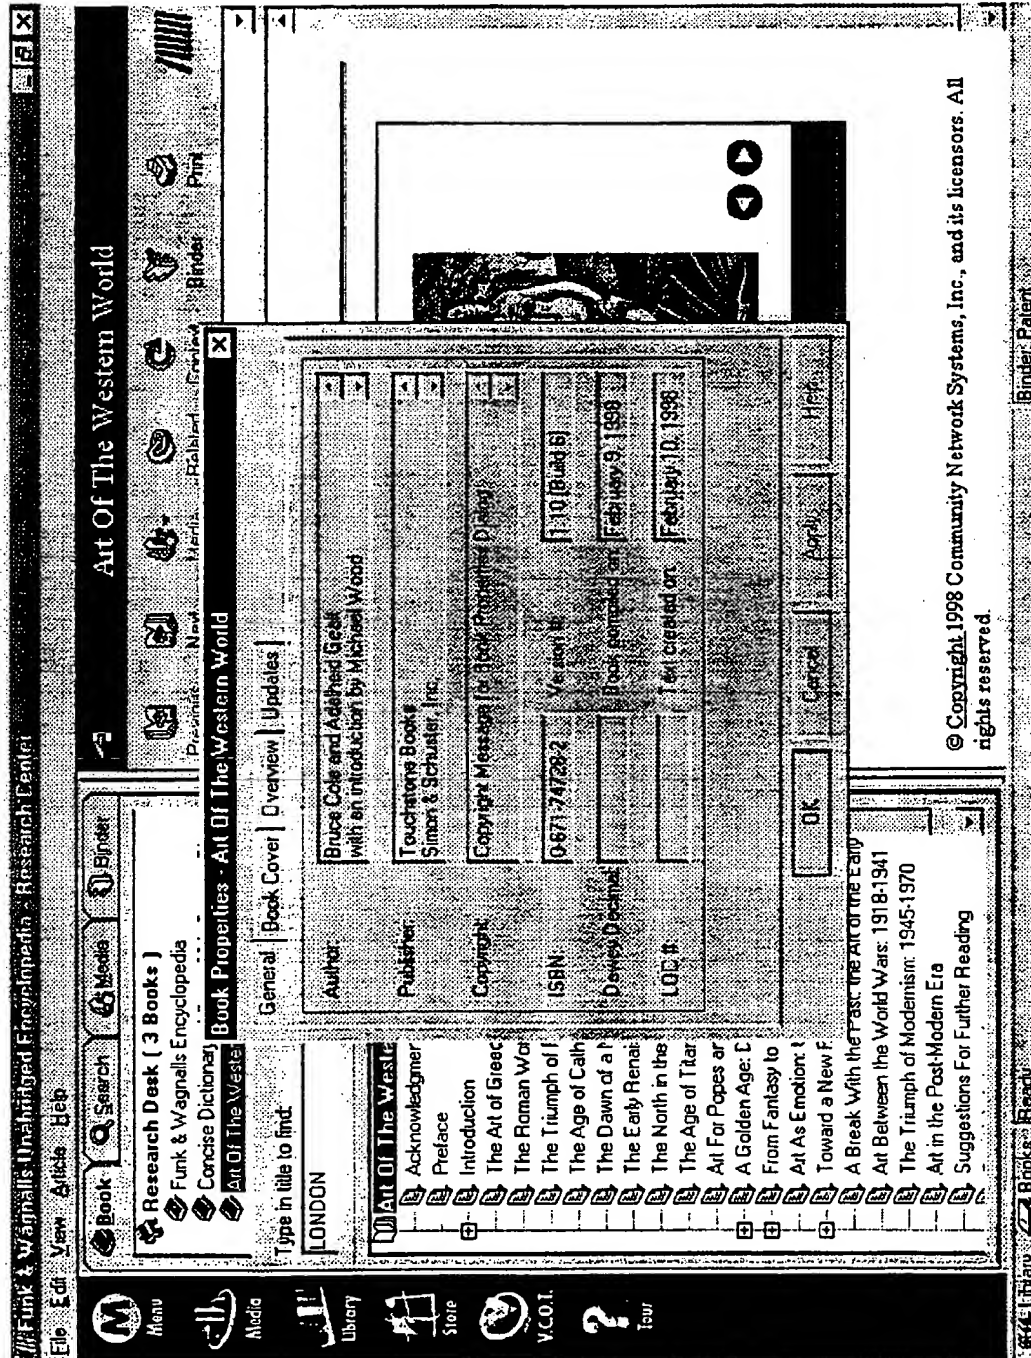 Funk & Wagnalls Unabridged Encyclopedia - Research Center
File Edit View Article Help
Menu
Media
Library
Store
V.C.O.T.
Tour
Book
Search
Media
Binder
Research Desk ( 3 Books )
Funk & Wagnalls Encyclopedia
Concise Dictionary
Art Of The Weste
Type in title to find:
LONDON
Art Of The Weste
Acknowledgmer
Preface
Introduction
The Art of Greec
The Roman Wor
The Triumph of
The Age of Cath
The Dawn of a
The Early Renai
The North in the
The Age of Titar
Art For Popes ar
A Golden Age: D
From Fantasy to
Art As Emotion:
Toward a New F
A Break With the Past: the Art of the Early
Art Between the World Wars: 1918-1941
The Triumph of Modernism: 1945-1970
Art in the Post-Modern Era
Suggestions For Further Reading
Art Of The Western World
Previous
Next
Media
Related
Context
Binder
Print
Book Properties - Art Of The Western World
General
Book Cover
Overview
Updates
Author:
Bruce Cole and Adelheid Gealt
with an introduction by Michael Wood
Publisher:
Touchstone Books
Simon & Schuster, Inc.
Copyright:
Copyright Message for Book Properties Dialog
ISBN:
0-671-74728-2
Version #:
1.10 (Build 6)
Dewey Decimal:
Book compiled on:
February 9, 1998
LOC #:
Text created on:
February 10, 1998
OK
Cancel
Apply
Help
© Copyright 1998 Community Network Systems, Inc., and its licensors. All
rights reserved.
Library
Books
Ready
Binder: Patent